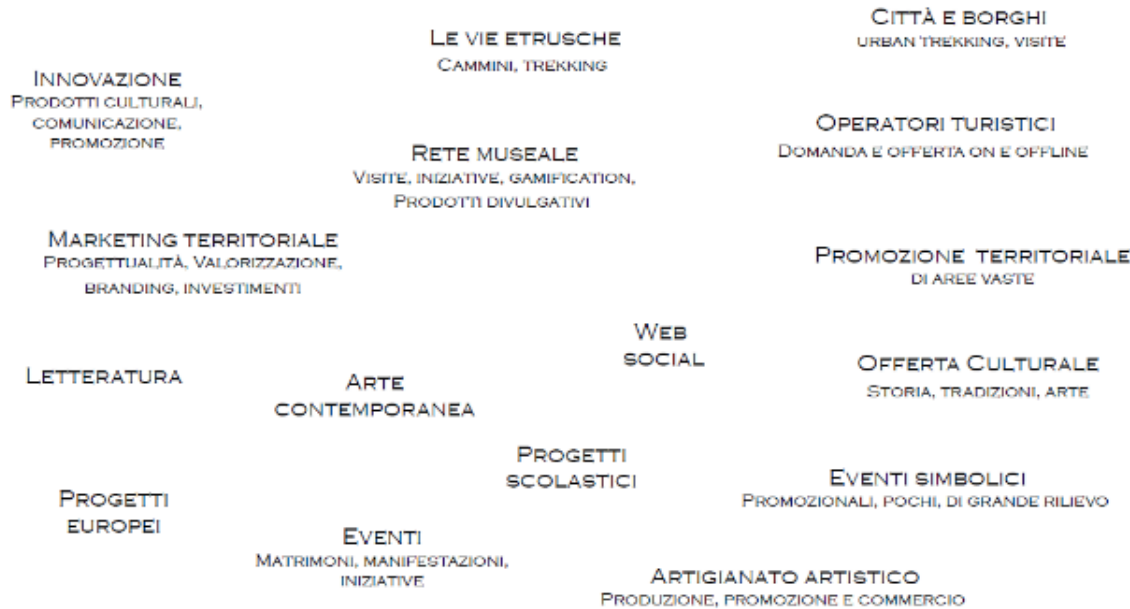 Città e borghi
urban trekking, visite
Le vie etrusche
Cammini, trekking
Innovazione
Prodotti culturali,
comunicazione,
promozione
Operatori turistici
Domanda e offerta on e offline
Rete museale
Visite, iniziative, gamification,
Prodotti divulgativi
Marketing territoriale
Progettualità, Valorizzazione,
branding, investimenti
Promozione territoriale
di aree vaste
Web
social
Offerta Culturale
Storia, tradizioni, arte
Letteratura
Arte
contemporanea
Progetti
scolastici
Eventi simbolici
Promozionali, pochi, di grande rilievo
Progetti
europei
Eventi
Matrimoni, manifestazioni,
iniziative
Artigianato artistico
Produzione, promozione e commercio